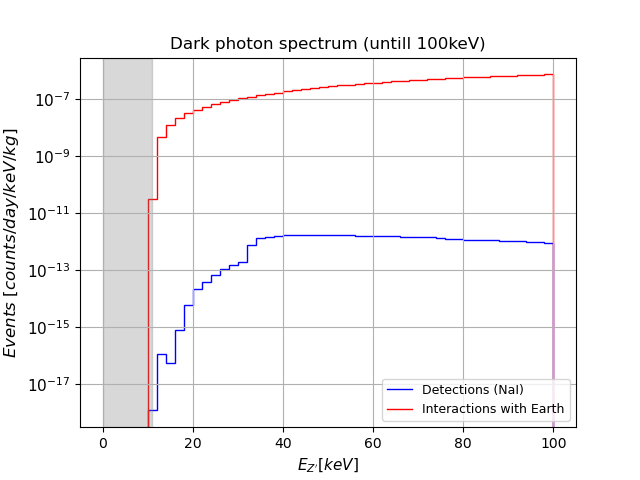 Dark photon spectrum (untill 100keV)
Events [counts/day/keV/kg]
10⁻⁷
10⁻⁹
10⁻¹¹
10⁻¹³
10⁻¹⁵
10⁻¹⁷
Detections (NaI)
Interactions with Earth
0 20 40 60 80 100
E_Z′[keV]